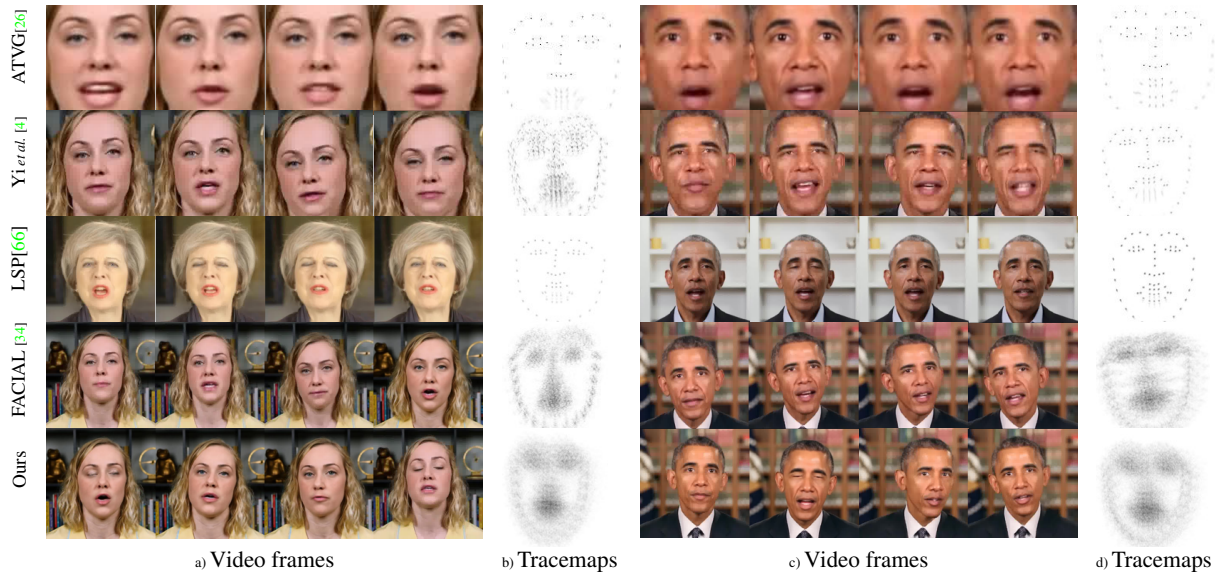 ATVG[26]
Yi et al. [4]
LSP[66]
FACIAL [34]
Ours
a) Video frames
b) Tracemaps
c) Video frames
d) Tracemaps